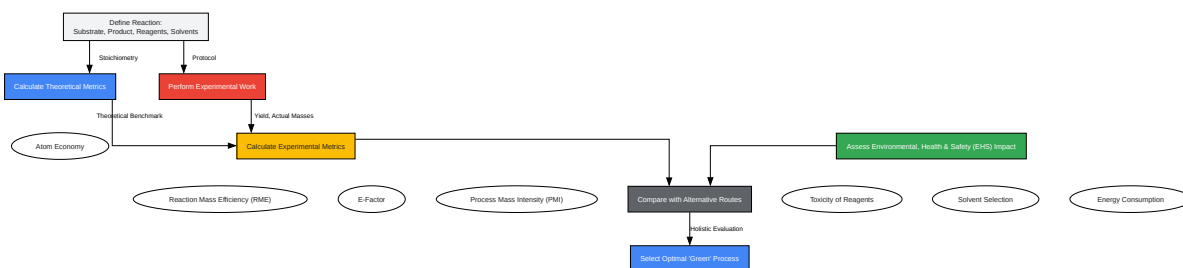 Define Reaction:
Substrate, Product, Reagents, Solvents
Stoichiometry
Protocol
Calculate Theoretical Metrics
Perform Experimental Work
Theoretical Benchmark
Yield, Actual Masses
Atom Economy
Calculate Experimental Metrics
Assess Environmental, Health & Safety (EHS) Impact
Reaction Mass Efficiency (RME)
E-Factor
Process Mass Intensity (PMI)
Compare with Alternative Routes
Toxicity of Reagents
Solvent Selection
Energy Consumption
Holistic Evaluation
Select Optimal 'Green' Process